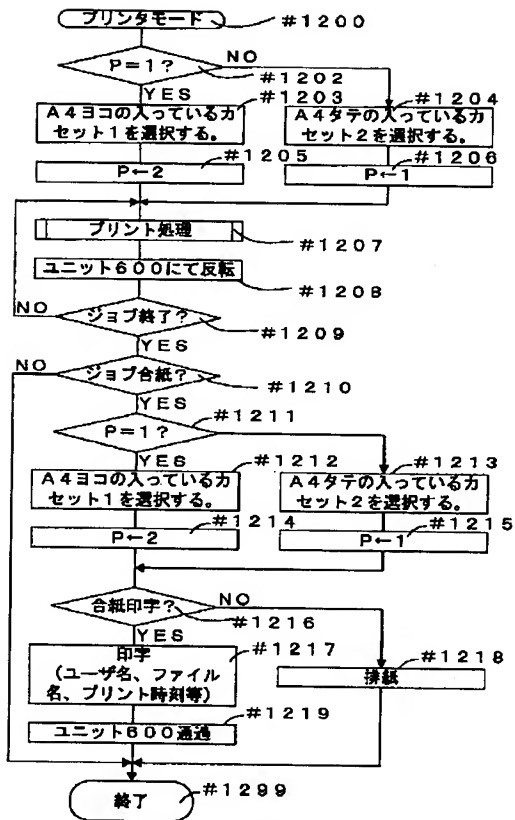 プリンタモード
#1200
P=1?
NO
#1202
YES
#1203
#1204
A4ヨコの入っているカ
セット1を選択する。
A4タテの入っているカ
セット2を選択する。
#1205
#1206
P←2
P←1
プリント処理
#1207
ユニット600にて反転
#1208
NO
ジョブ終了?
#1209
YES
NO
ジョブ合紙?
#1210
YES
#1211
P=1?
YES
#1212
#1213
A4ヨコの入っているカ
セット1を選択する。
A4タテの入っているカ
セット2を選択する。
#1214
#1215
P←2
P←1
合紙印字?
NO
#1216
YES
#1217
印字
(ユーザ名、ファイル
名、プリント時刻等)
#1218
排紙
#1219
ユニット600通過
#1299
終了